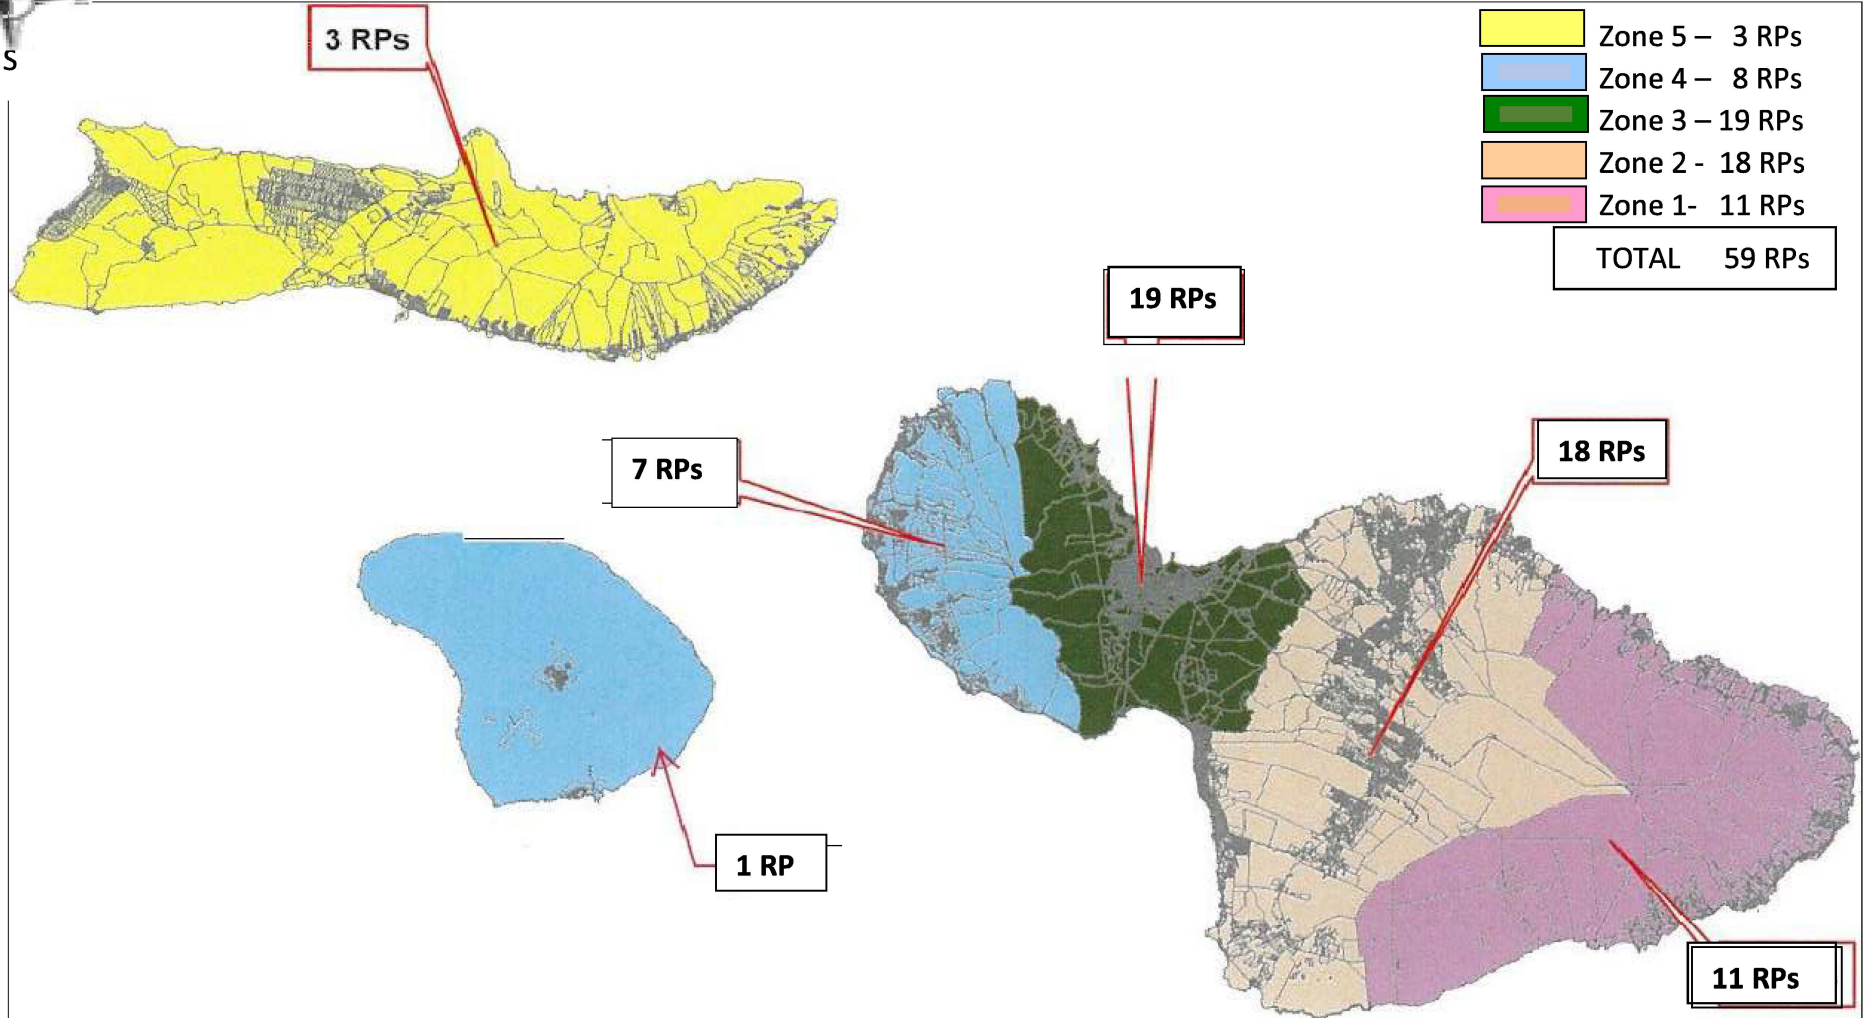 S
3 RPs
Zone 5 – 3 RPs
Zone 4 – 8 RPs
Zone 3 – 19 RPs
Zone 2 - 18 RPs
Zone 1- 11 RPs
TOTAL 59 RPs
19 RPs
7 RPs
18 RPs
1 RP
11 RPs